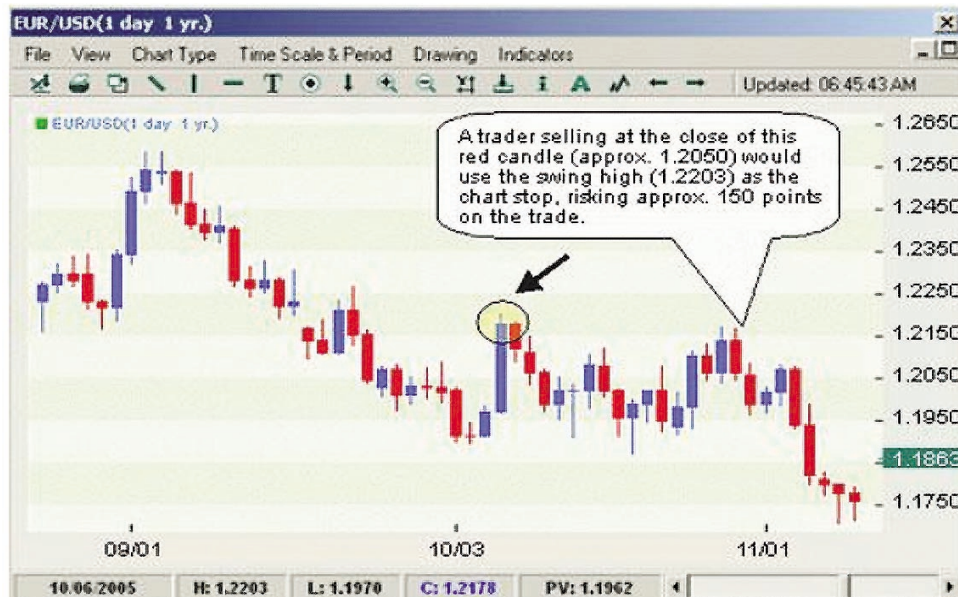 EUR/USD(1 day 1 yr.)
File View Chart Type Time Scale & Period Drawing Indicators
Updated: 06:45:43 AM
EUR/USD(1 day 1 yr.)
A trader selling at the close of this
red candle (approx. 1.2050) would
use the swing high (1.2203) as the
chart stop, risking approx. 150 points
on the trade.
1.2650
1.2550
1.2450
1.2350
1.2250
1.2150
1.2050
1.1950
1.1863
1.1750
09/01 10/03 11/01
10/06/2005 H: 1.2203 L: 1.1970 C: 1.2178 PV: 1.1962